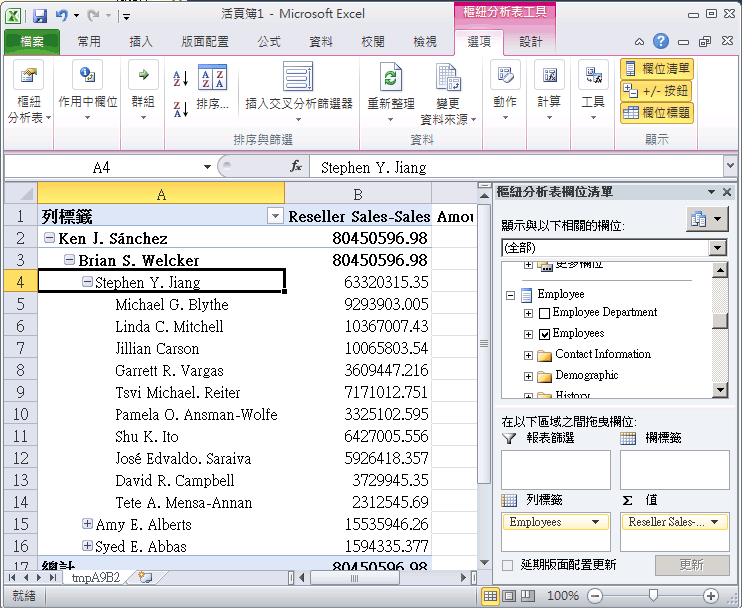 活頁簿1 - Microsoft Excel
樞紐分析表工具
檔案 常用 插入 版面配置 公式 資料 校閱 檢視 選項 設計
樞紐分析表 作用中欄位 群組 排序... 插入交叉分析篩選器 重新整理 變更資料來源 動作 計算 工具
欄位清單
+/- 按鈕
欄位標題
排序與篩選 資料 顯示
A4 fx Stephen Y. Jiang
A B
1 列標籤 Reseller Sales-Sales Amou
2 Ken J. Sánchez 80450596.98
3 Brian S. Welcker 80450596.98
4 Stephen Y. Jiang 63320315.35
5 Michael G. Blythe 9293903.005
6 Linda C. Mitchell 10367007.43
7 Jillian Carson 10065803.54
8 Garrett R. Vargas 3609447.216
9 Tsvi Michael. Reiter 7171012.751
10 Pamela O. Ansman-Wolfe 3325102.595
11 Shu K. Ito 6427005.556
12 José Edvaldo. Saraiva 5926418.357
13 David R. Campbell 3729945.35
14 Tete A. Mensa-Annan 2312545.69
15 Amy E. Alberts 15535946.26
16 Syed E. Abbas 1594335.377
17 總計 80450596.98
tmpA9B2
就緒 100%
樞紐分析表欄位清單
顯示與以下相關的欄位:
(全部)
更多欄位
Employee
Employee Department
Employees
Contact Information
Demographic
History
在以下區域之間拖曳欄位:
報表篩選 欄標籤
列標籤 Σ 值
Employees Reseller Sales-...
延期版面配置更新 更新